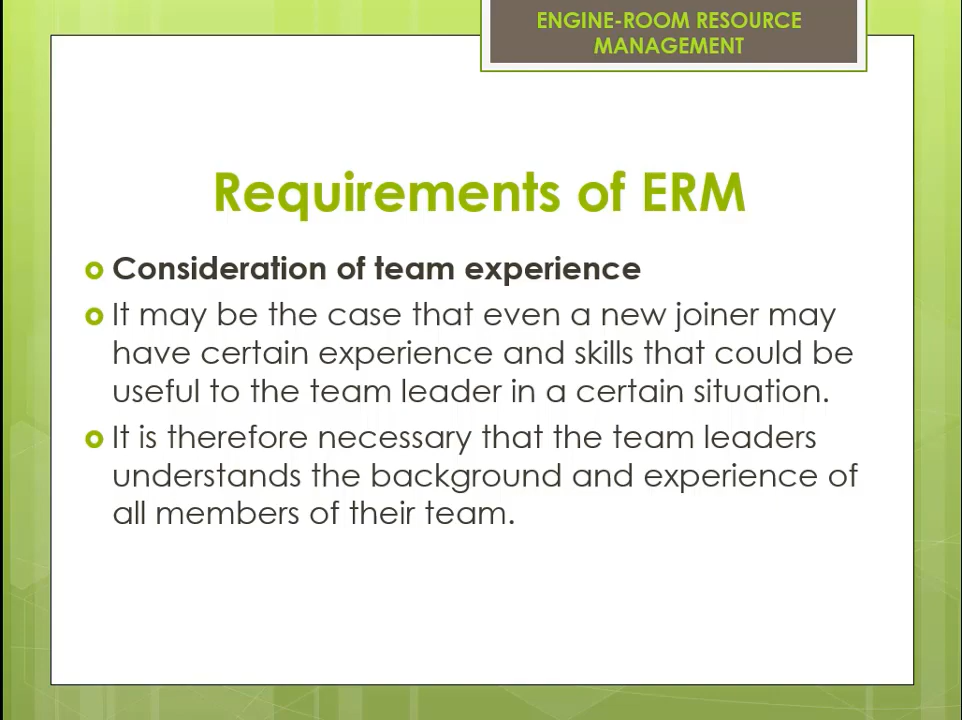 ENGINE-ROOM RESOURCE
MANAGEMENT
Requirements of ERM
Consideration of team experience
It may be the case that even a new joiner may
have certain experience and skills that could be
useful to the team leader in a certain situation.
It is therefore necessary that the team leaders
understands the background and experience of
all members of their team.